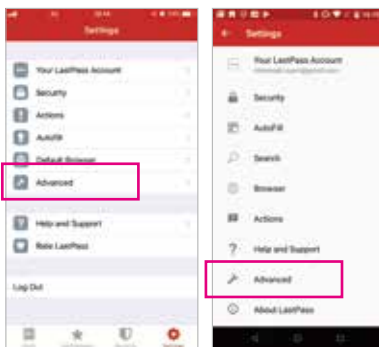 Settings
Your LastPass Account
Security
Actions
Autofill
Default Browser
Advanced
Help and Support
Rate LastPass
Log Out
Settings
Your LastPass Account
Security
AutoFill
Search
Browser
Actions
Help and Support
Advanced
About LastPass